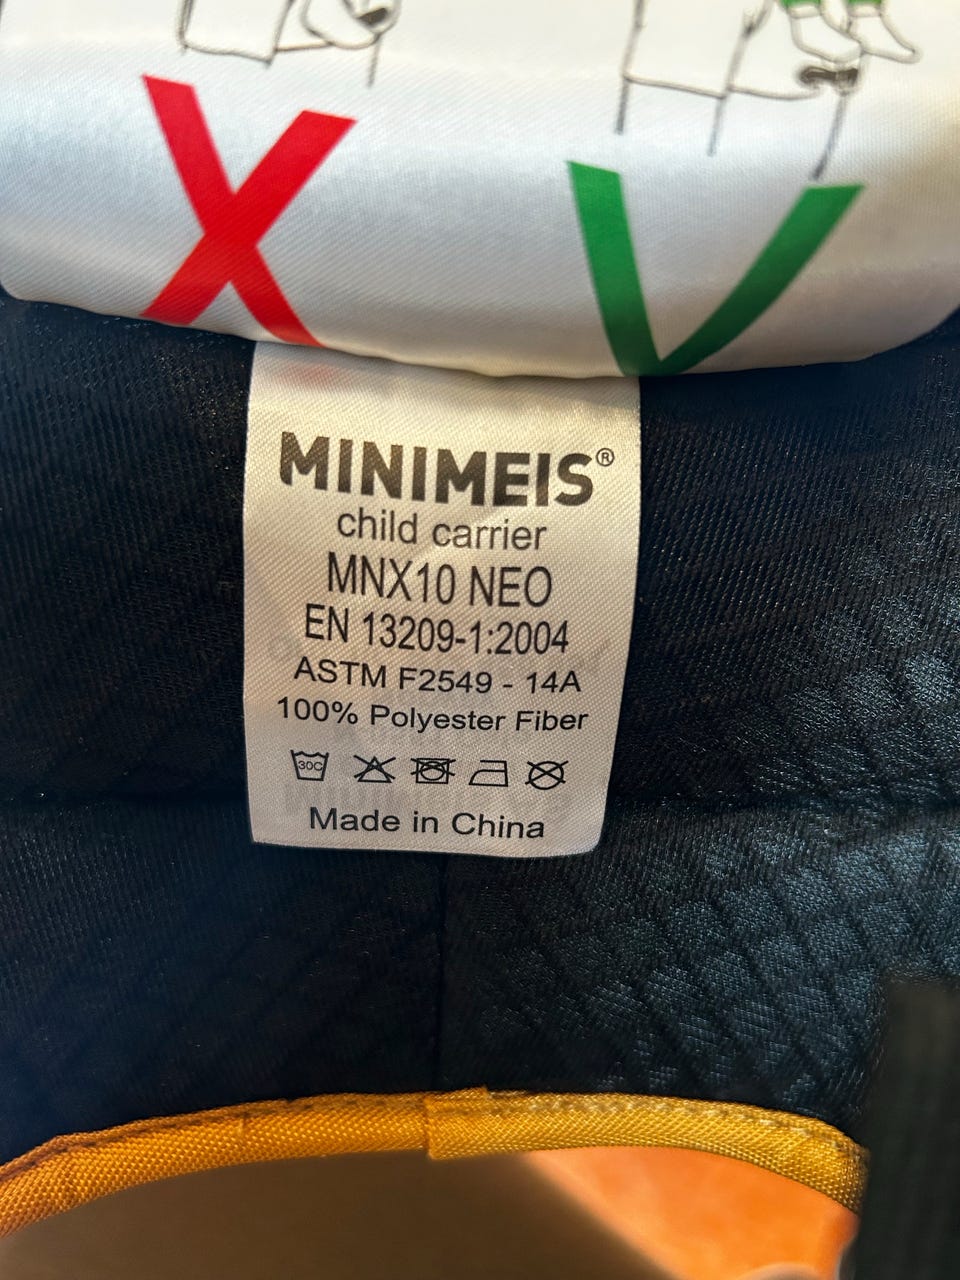 X V
MINIMEIS®
child carrier
MNX10 NEO
EN 13209-1:2004
ASTM F2549 - 14A
100% Polyester Fiber
30C
Made in China